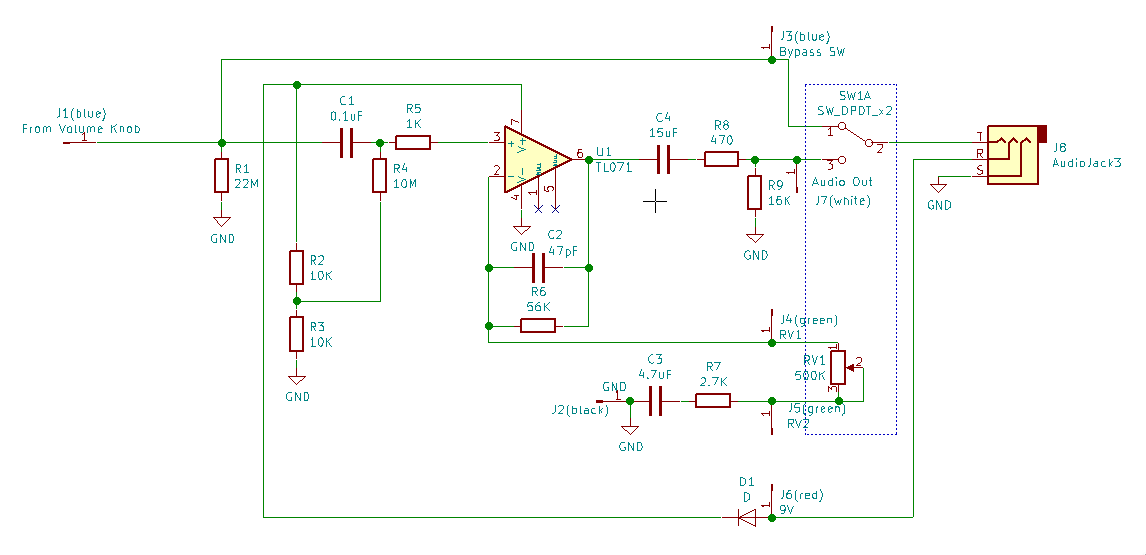 J3(blue)
1
Bypass SW
J1(blue)
From Volume Knob
1
C1
0.1uF
R5
1K
R1
22M
GND
R4
10M
R2
10K
R3
10K
GND
3
2
7
V+
V-
+
-
6
4
1
5
U1
TL071
GND
C2
47pF
R6
56K
C4
15uF
R8
470
R9
16K
GND
1
SW1A
SW_DPDT_x2
1
2
3
Audio Out
J7(white)
T
R
S
J8
AudioJack3
GND
J4(green)
1
RV1
RV1
500K
1
2
3
C3
4.7uF
R7
2.7K
GND
1
J2(black)
GND
J5(green)
1
RV2
D1
D
J6(red)
1
9V